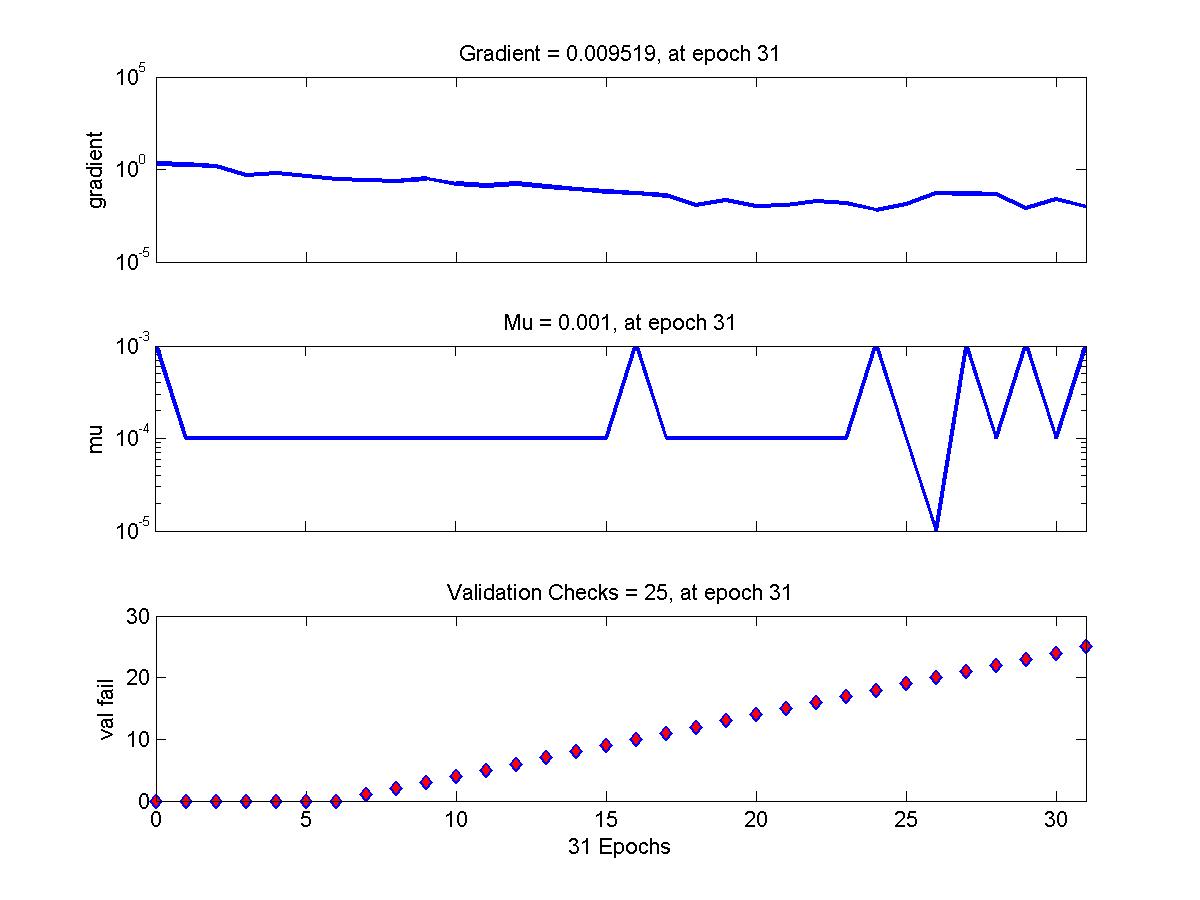 Gradient = 0.009519, at epoch 31
10^5
10^0
10^-5
gradient
Mu = 0.001, at epoch 31
10^-3
10^-4
10^-5
mu
Validation Checks = 25, at epoch 31
30
20
10
0
val fail
0 5 10 15 20 25 30
31 Epochs